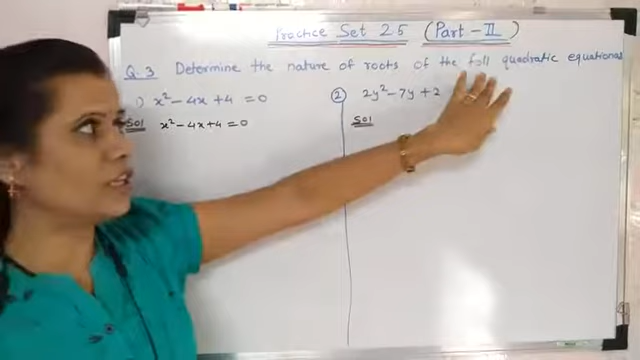 Practice Set 2.5 (Part - II)
Q.3 Determine the nature of roots of the foll quadratic equations
1) x² - 4x + 4 = 0
Sol x² - 4x + 4 = 0
② 2y² - 7y + 2
Sol